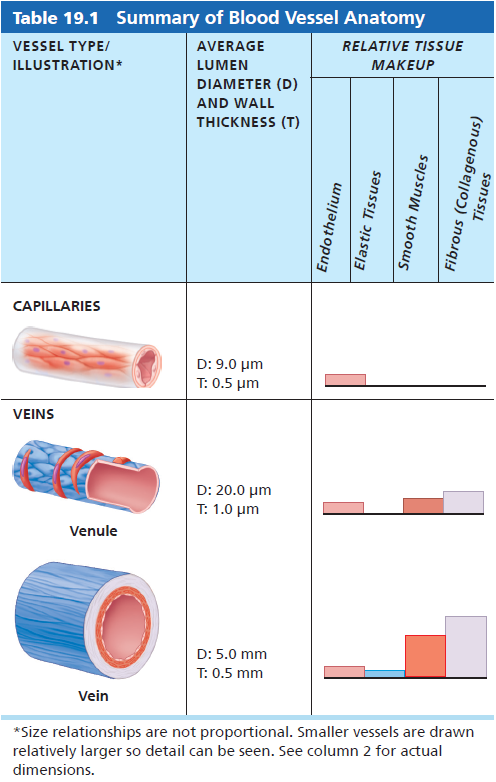 Table 19.1 Summary of Blood Vessel Anatomy
VESSEL TYPE/
ILLUSTRATION*
AVERAGE
LUMEN
DIAMETER (D)
AND WALL
THICKNESS (T)
RELATIVE TISSUE
MAKEUP
Endothelium
Elastic Tissues
Smooth Muscles
Fibrous (Collagenous)
Tissues
CAPILLARIES
D: 9.0 μm
T: 0.5 μm
VEINS
D: 20.0 μm
T: 1.0 μm
Venule
D: 5.0 mm
T: 0.5 mm
Vein
*Size relationships are not proportional. Smaller vessels are drawn
relatively larger so detail can be seen. See column 2 for actual
dimensions.